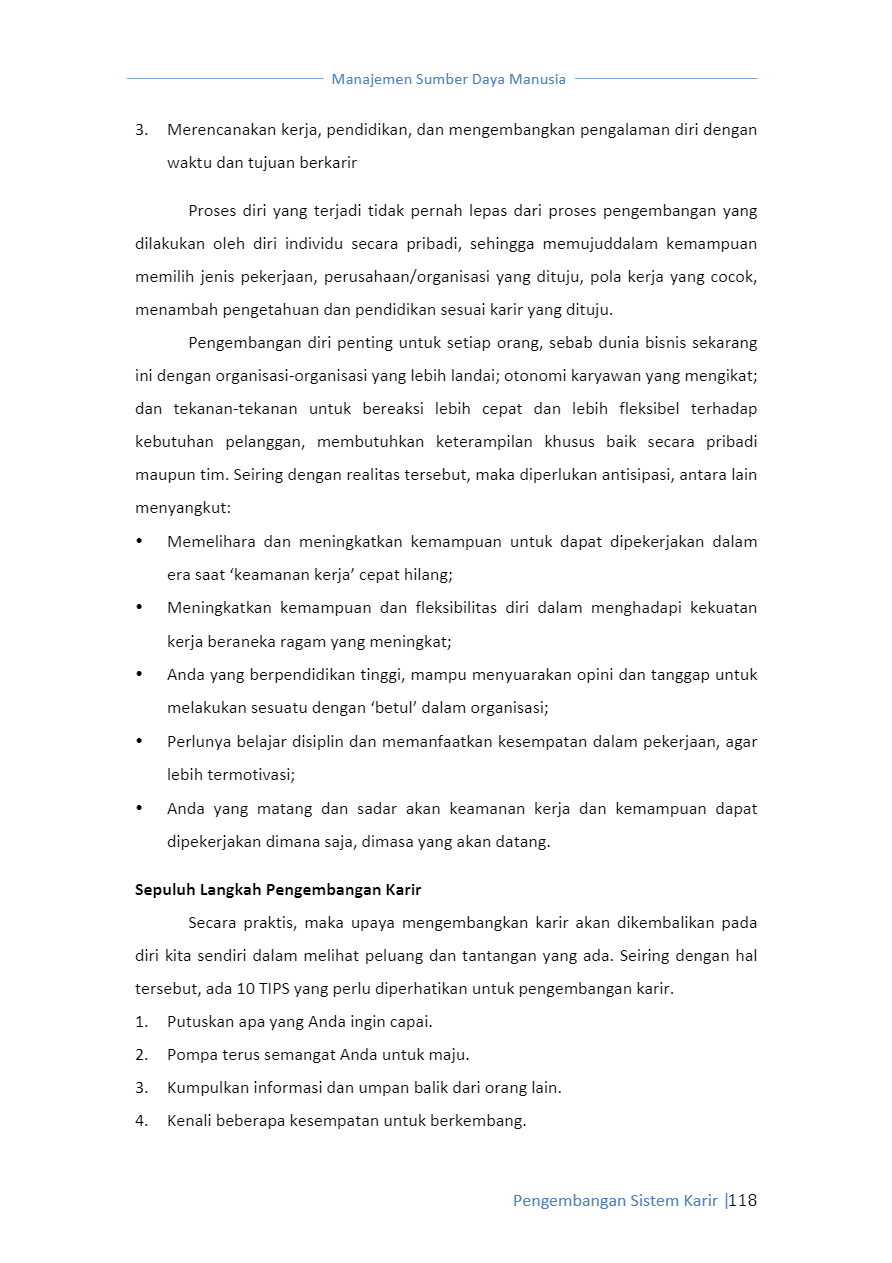 Manajemen Sumber Daya Manusia
3. Merencanakan kerja, pendidikan, dan mengembangkan pengalaman diri dengan
waktu dan tujuan berkarir
Proses diri yang terjadi tidak pernah lepas dari proses pengembangan yang
dilakukan oleh diri individu secara pribadi, sehingga memujuddalam kemampuan
memilih jenis pekerjaan, perusahaan/organisasi yang dituju, pola kerja yang cocok,
menambah pengetahuan dan pendidikan sesuai karir yang dituju.
Pengembangan diri penting untuk setiap orang, sebab dunia bisnis sekarang
ini dengan organisasi-organisasi yang lebih landai; otonomi karyawan yang mengikat;
dan tekanan-tekanan untuk bereaksi lebih cepat dan lebih fleksibel terhadap
kebutuhan pelanggan, membutuhkan keterampilan khusus baik secara pribadi
maupun tim. Seiring dengan realitas tersebut, maka diperlukan antisipasi, antara lain
menyangkut:
• Memelihara dan meningkatkan kemampuan untuk dapat dipekerjakan dalam
era saat ‘keamanan kerja’ cepat hilang;
• Meningkatkan kemampuan dan fleksibilitas diri dalam menghadapi kekuatan
kerja beraneka ragam yang meningkat;
• Anda yang berpendidikan tinggi, mampu menyuarakan opini dan tanggap untuk
melakukan sesuatu dengan ‘betul’ dalam organisasi;
• Perlunya belajar disiplin dan memanfaatkan kesempatan dalam pekerjaan, agar
lebih termotivasi;
• Anda yang matang dan sadar akan keamanan kerja dan kemampuan dapat
dipekerjakan dimana saja, dimasa yang akan datang.
Sepuluh Langkah Pengembangan Karir
Secara praktis, maka upaya mengembangkan karir akan dikembalikan pada
diri kita sendiri dalam melihat peluang dan tantangan yang ada. Seiring dengan hal
tersebut, ada 10 TIPS yang perlu diperhatikan untuk pengembangan karir.
1. Putuskan apa yang Anda ingin capai.
2. Pompa terus semangat Anda untuk maju.
3. Kumpulkan informasi dan umpan balik dari orang lain.
4. Kenali beberapa kesempatan untuk berkembang.
Pengembangan Sistem Karir |118